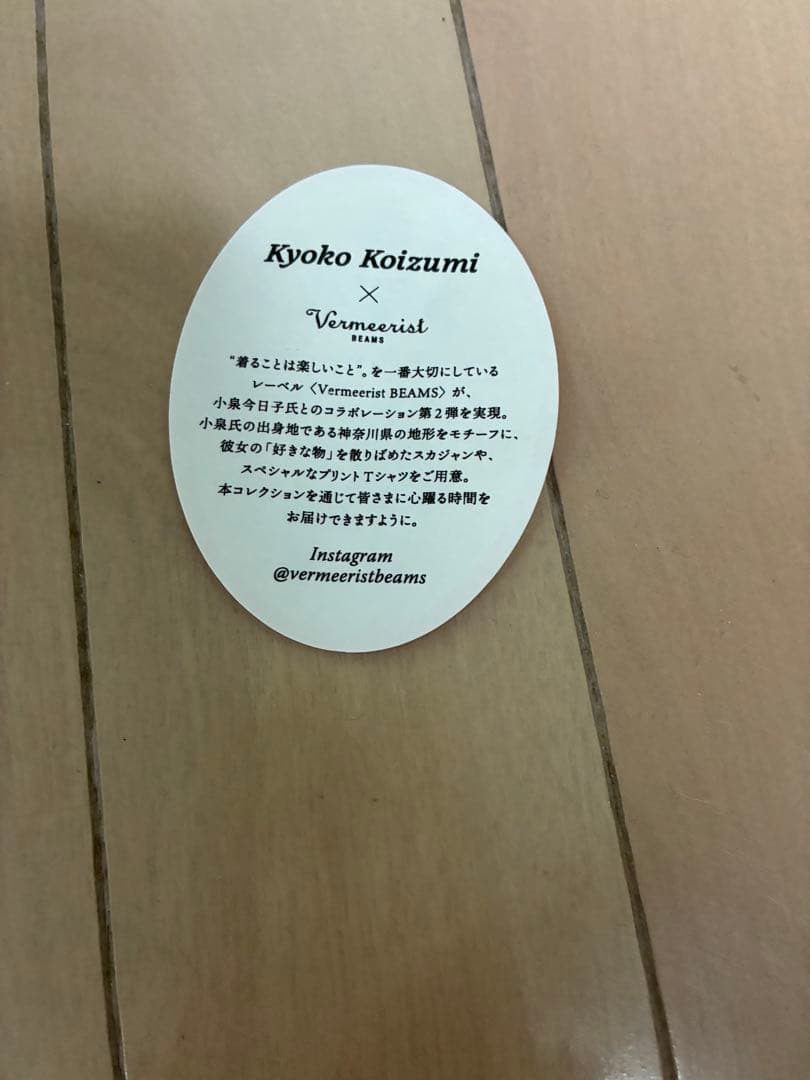 Kyoko Koizumi
×
Vermeerist
BEAMS
“着ることは楽しいこと”。を一番大切にしている
レーベル〈Vermeerist BEAMS〉が、
小泉今日子氏とのコラボレーション第2弾を実現。
小泉氏の出身地である神奈川県の地形をモチーフに、
彼女の「好きな物」を散りばめたスカジャンや、
スペシャルなプリントTシャツをご用意。
本コレクションを通じて皆さまに心躍る時間を
お届けできますように。
Instagram
@vermeeristbeams